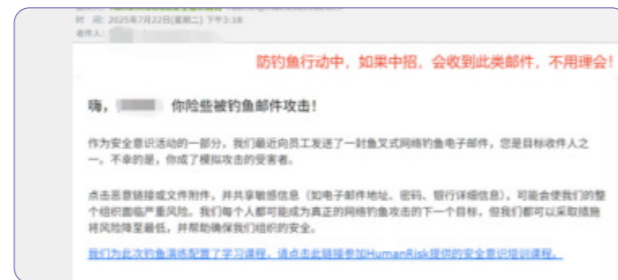 时 间：2025年7月22日(星期二) 下午3:18
收件人：
防钓鱼行动中，如果中招，会收到此类邮件，不用理会！
嗨， 你险些被钓鱼邮件攻击！
作为安全意识活动的一部分，我们最近向员工发送了一封鱼叉式网络钓鱼电子邮件，您是目标收件人之
一。不幸的是，你成了模拟攻击的受害者。
点击恶意链接或文件附件，并共享敏感信息（如电子邮件地址、密码、银行详细信息），可能会使我们的整
个组织面临严重风险。我们每个人都可能成为真正的网络钓鱼攻击的下一个目标，但我们都可以采取措施
将风险降至最低，并帮助确保我们组织的安全。
我们为此次钓鱼演练配置了学习课程，请点击此链接参加HumanRisk提供的安全意识培训课程。